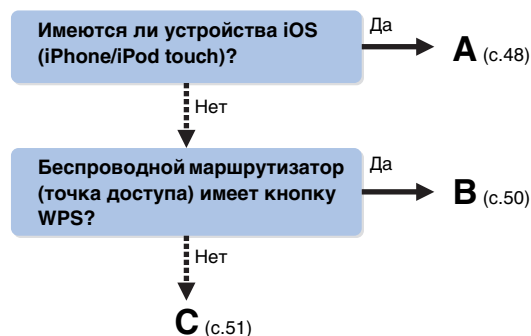 Имеются ли устройства iOS
(iPhone/iPod touch)?
Да
A (с.48)
Нет
Беспроводной маршрутизатор
(точка доступа) имеет кнопку
WPS?
Да
B (с.50)
Нет
C (с.51)